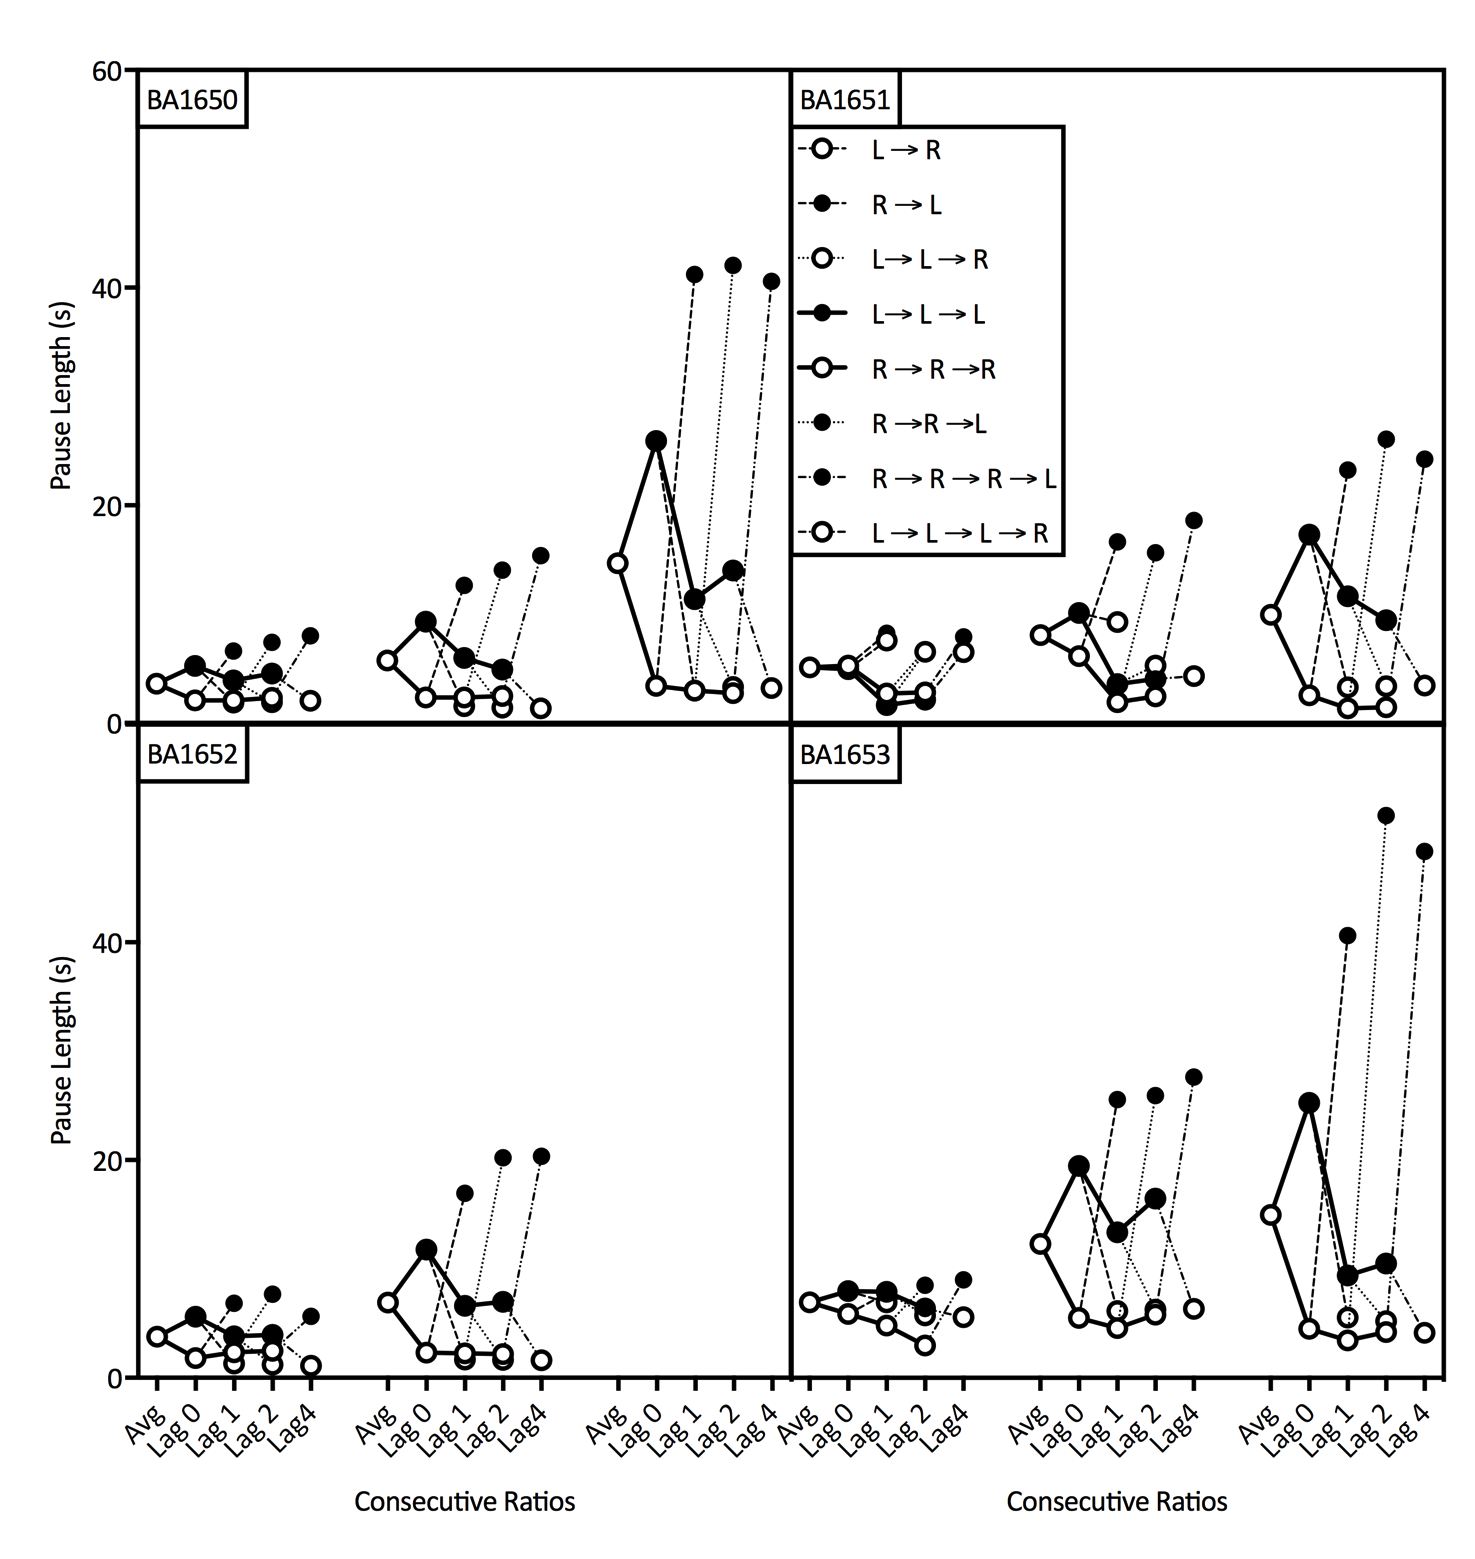 60
BA1650
BA1651
L → R
R → L
L → L → R
L → L → L
R → R → R
R → R → L
R → R → R → L
L → L → L → R
40
20
0
Pause Length (s)
BA1652
BA1653
40
20
0
Pause Length (s)
Avg Lag 0 Lag 1 Lag 2 Lag4 Avg Lag 0 Lag 1 Lag 2 Lag4 Avg Lag 0 Lag 1 Lag 2 Lag 4 Avg Lag 0 Lag 1 Lag 2 Lag4 Avg Lag 0 Lag 1 Lag 2 Lag4 Avg Lag 0 Lag 1 Lag 2 Lag 4
Consecutive Ratios
Consecutive Ratios